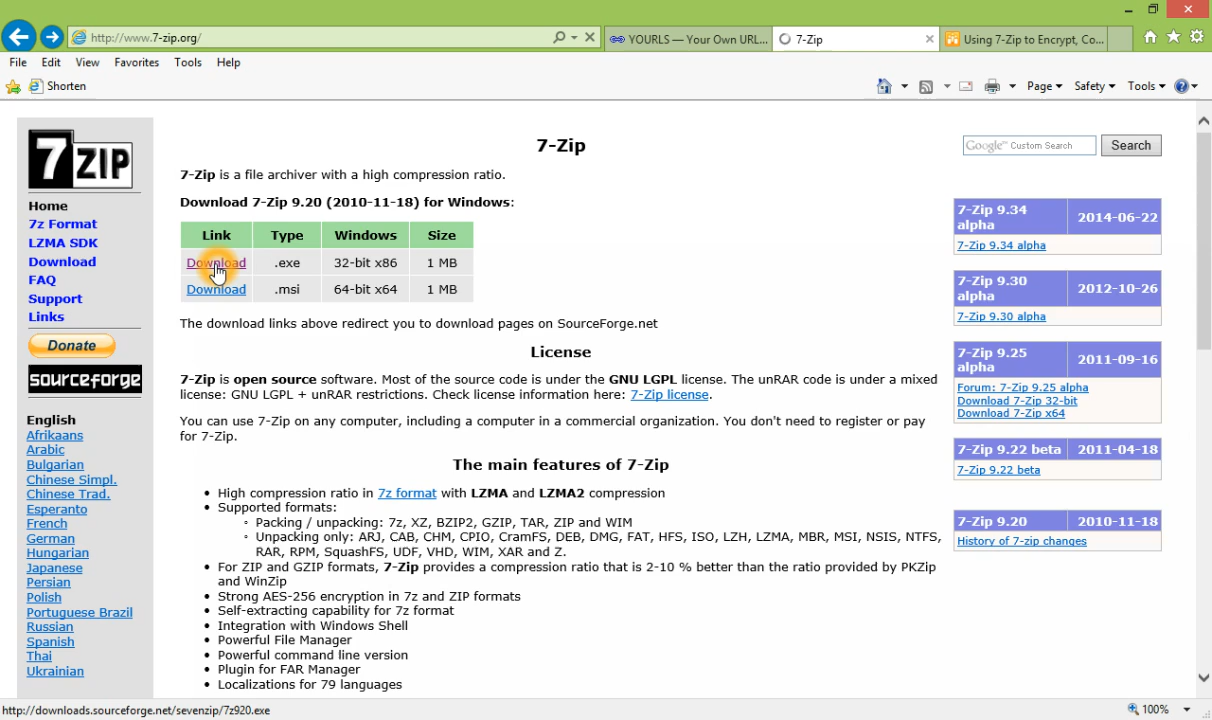 http://www.7-zip.org/
YOURLS — Your Own URL...
7-Zip
Using 7-Zip to Encrypt, Co...
File Edit View Favorites Tools Help
Shorten
Page Safety Tools
7ZIP
Home
7z Format
LZMA SDK
Download
FAQ
Support
Links
Donate
sourceforge
English
Afrikaans
Arabic
Bulgarian
Chinese Simpl.
Chinese Trad.
Esperanto
French
German
Hungarian
Japanese
Persian
Polish
Portuguese Brazil
Russian
Spanish
Thai
Ukrainian
7-Zip
7-Zip is a file archiver with a high compression ratio.
Download 7-Zip 9.20 (2010-11-18) for Windows:
Link Type Windows Size
Download .exe 32-bit x86 1 MB
Download .msi 64-bit x64 1 MB
The download links above redirect you to download pages on SourceForge.net
License
7-Zip is open source software. Most of the source code is under the GNU LGPL license. The unRAR code is under a mixed
license: GNU LGPL + unRAR restrictions. Check license information here: 7-Zip license.
You can use 7-Zip on any computer, including a computer in a commercial organization. You don't need to register or pay
for 7-Zip.
The main features of 7-Zip
• High compression ratio in 7z format with LZMA and LZMA2 compression
• Supported formats:
◦ Packing / unpacking: 7z, XZ, BZIP2, GZIP, TAR, ZIP and WIM
◦ Unpacking only: ARJ, CAB, CHM, CPIO, CramFS, DEB, DMG, FAT, HFS, ISO, LZH, LZMA, MBR, MSI, NSIS, NTFS,
RAR, RPM, SquashFS, UDF, VHD, WIM, XAR and Z.
• For ZIP and GZIP formats, 7-Zip provides a compression ratio that is 2-10 % better than the ratio provided by PKZip
and WinZip
• Strong AES-256 encryption in 7z and ZIP formats
• Self-extracting capability for 7z format
• Integration with Windows Shell
• Powerful File Manager
• Powerful command line version
• Plugin for FAR Manager
• Localizations for 79 languages
Google™ Custom Search Search
7-Zip 9.34
alpha
2014-06-22
7-Zip 9.34 alpha
7-Zip 9.30
alpha
2012-10-26
7-Zip 9.30 alpha
7-Zip 9.25
alpha
2011-09-16
Forum: 7-Zip 9.25 alpha
Download 7-Zip 32-bit
Download 7-Zip x64
7-Zip 9.22 beta 2011-04-18
7-Zip 9.22 beta
7-Zip 9.20 2010-11-18
History of 7-zip changes
http://downloads.sourceforge.net/sevenzip/7z920.exe
100%